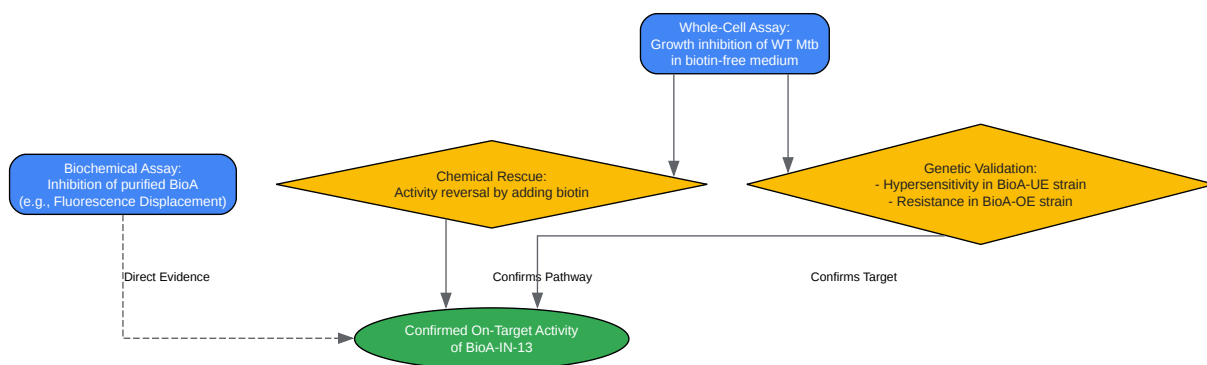 Whole-Cell Assay:
Growth inhibition of WT Mtb
in biotin-free medium
Biochemical Assay:
Inhibition of purified BioA
(e.g., Fluorescence Displacement)
Chemical Rescue:
Activity reversal by adding biotin
Genetic Validation:
- Hypersensitivity in BioA-UE strain
- Resistance in BioA-OE strain
Direct Evidence
Confirms Pathway
Confirms Target
Confirmed On-Target Activity
of BioA-IN-13